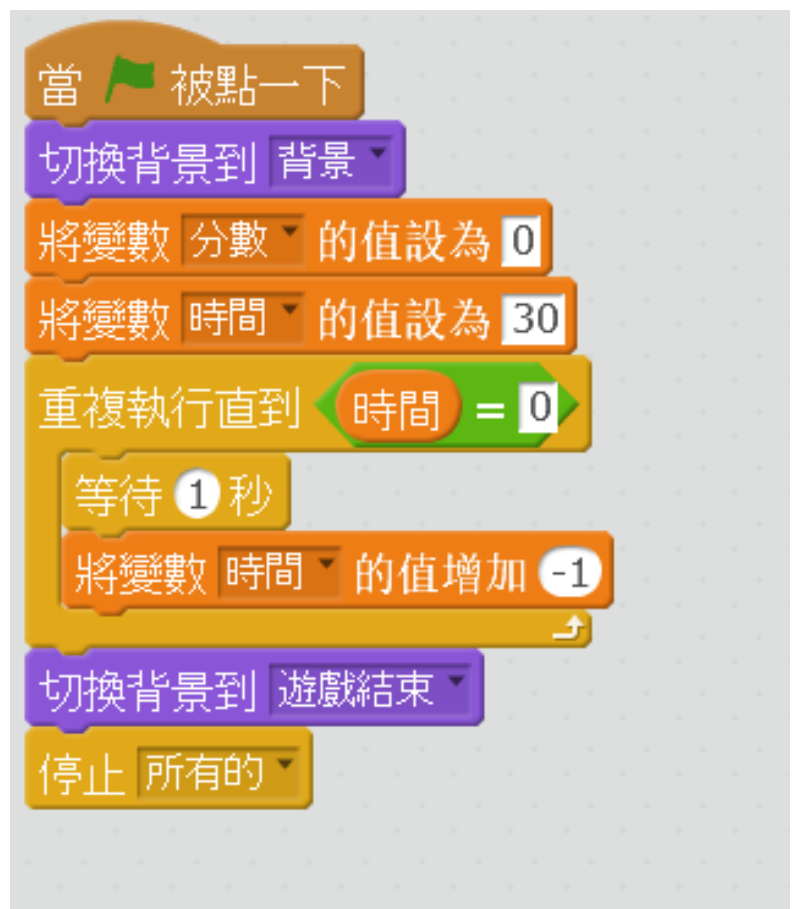 當 被點一下
切換背景到 背景
將變數 分數 的值設為 0
將變數 時間 的值設為 30
重複執行直到 時間 = 0
等待 1 秒
將變數 時間 的值增加 -1
切換背景到 遊戲結束
停止 所有的